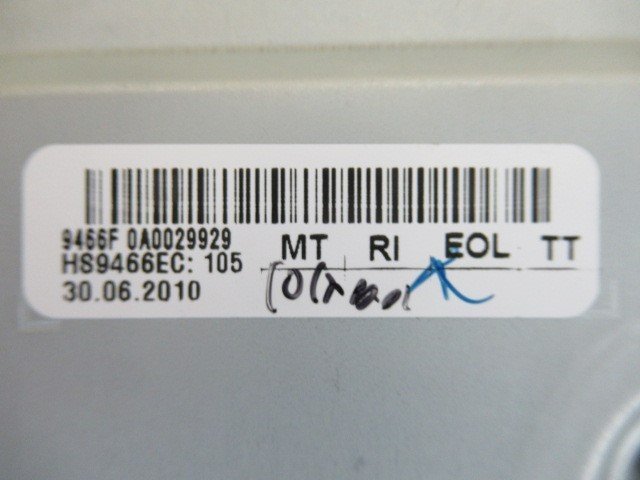 9466F 0A0029929
HS9466EC: 105
30.06.2010
MT RI EOL TT